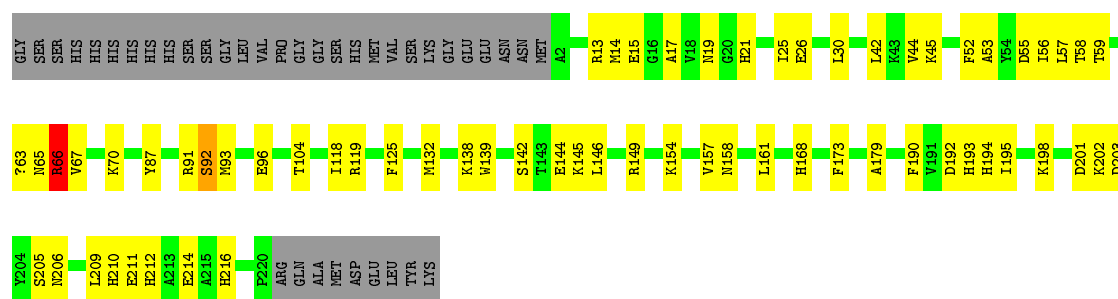 GLY SER SER HIS HIS HIS HIS HIS HIS SER SER GLY LEU VAL PRO GLY GLY SER HIS MET VAL SER LYS GLY GLU GLU ASN ASN MET A2 R13 M14 E15 G16 A17 V18 N19 G20 H21 I25 E26 L30 L42 K43 V44 K45 F52 A53 Y54 D55 I56 L57 T58 T59
?63 N65 R66 V67 K70 Y87 R91 S92 M93 E96 T104 I118 R119 F125 M132 K138 W139 S142 T143 E144 K145 L146 R149 K154 V157 N158 L161 H168 F173 A179 F190 V191 D192 H193 H194 I195 K198 D201 K202 D203
Y204 S205 N206 L209 H210 E211 H212 A213 E214 A215 H216 P220 ARG GLN ALA MET ASP GLU LEU TYR LYS